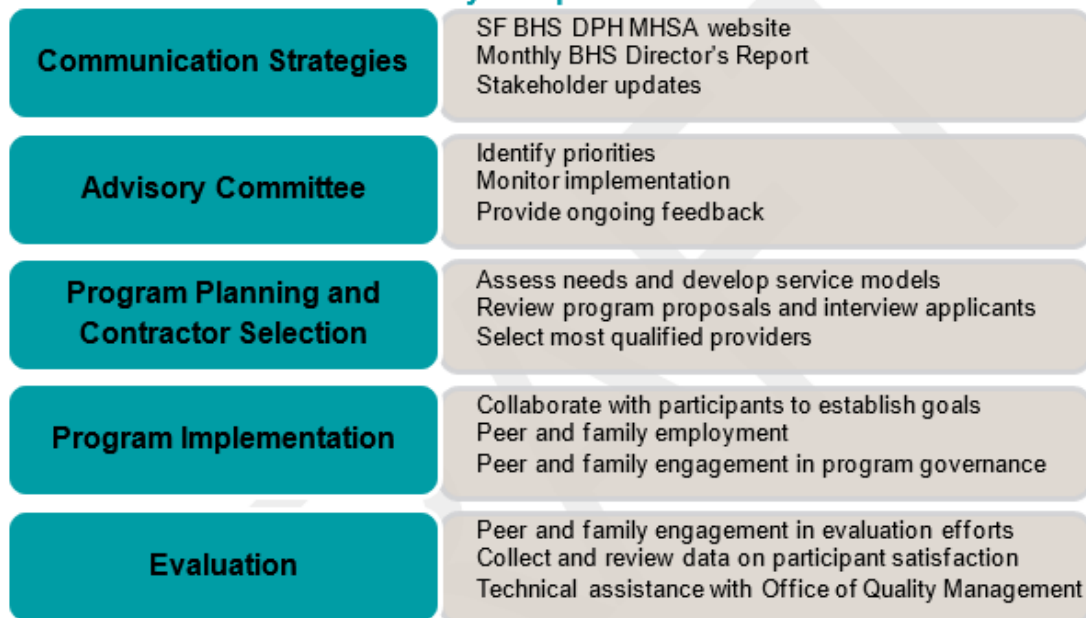 Communication Strategies
SF BHS DPH MHSA website
Monthly BHS Director's Report
Stakeholder updates
Advisory Committee
Identify priorities
Monitor implementation
Provide ongoing feedback
Program Planning and
Contractor Selection
Assess needs and develop service models
Review program proposals and interview applicants
Select most qualified providers
Program Implementation
Collaborate with participants to establish goals
Peer and family employment
Peer and family engagement in program governance
Evaluation
Peer and family engagement in evaluation efforts
Collect and review data on participant satisfaction
Technical assistance with Office of Quality Management